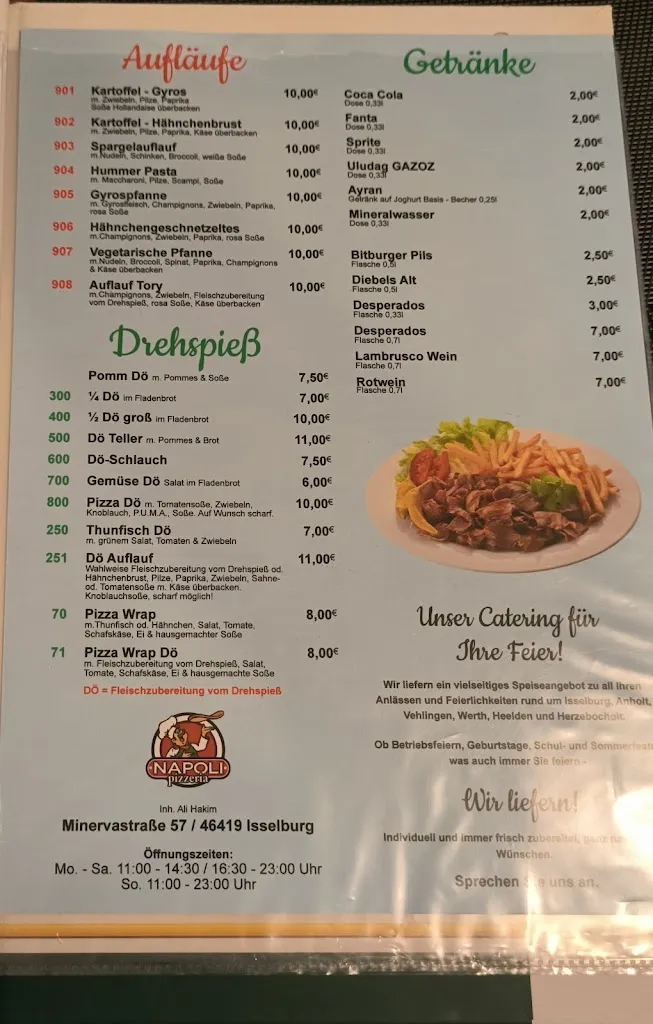 Aufläufe
901 Kartoffel - Gyros 10,00€
m. Zwiebeln, Pilze, Paprika
Soße Hollandaise überbacken
902 Kartoffel - Hähnchenbrust 10,00€
m. Zwiebeln, Pilze, Paprika, Käse überbacken
903 Spargelauflauf 10,00€
m.Nudeln, Schinken, Broccoli, weiße Soße
904 Hummer Pasta 10,00€
m. Maccharoni, Pilze, Scampi, Soße
905 Gyrospfanne 10,00€
m. Gyrosfleisch, Champignons, Zwiebeln, Paprika,
rosa Soße
906 Hähnchengeschnetzeltes 10,00€
m.Champignons, Zwiebeln, Paprika, rosa Soße
907 Vegetarische Pfanne 10,00€
m.Nudeln, Broccoli, Spinat, Paprika, Champignons
& Käse überbacken
908 Auflauf Tory 10,00€
m.Champignons, Zwiebeln, Fleischzubereitung
vom Drehspieß, rosa Soße, Käse überbacken
Drehspieß
Pomm Dö m. Pommes & Soße 7,50€
300 ¼ Dö im Fladenbrot 7,00€
400 ½ Dö groß im Fladenbrot 10,00€
500 Dö Teller m. Pommes & Brot 11,00€
600 Dö-Schlauch 7,50€
700 Gemüse Dö Salat im Fladenbrot 6,00€
800 Pizza Dö m. Tomatensoße, Zwiebeln, 10,00€
Knoblauch, P.U.M.A., Soße. Auf Wunsch scharf.
250 Thunfisch Dö 7,00€
m. grünem Salat, Tomaten & Zwiebeln
251 Dö Auflauf 11,00€
Wahlweise Fleischzubereitung vom Drehspieß od.
Hähnchenbrust, Pilze, Paprika, Zwiebeln, Sahne-
od. Tomatensoße m. Käse überbacken.
Knoblauchsoße, scharf möglich!
70 Pizza Wrap 8,00€
m.Thunfisch od. Hähnchen, Salat, Tomate,
Schafskäse, Ei & hausgemachter Soße
71 Pizza Wrap Dö 8,00€
m. Fleischzubereitung vom Drehspieß, Salat,
Tomate, Schafskäse, Ei & hausgemachte Soße
DÖ = Fleischzubereitung vom Drehspieß
NAPOLI
pizzeria
Inh. Ali Hakim
Minervastraße 57 / 46419 Isselburg
Öffnungszeiten:
Mo. - Sa. 11:00 - 14:30 / 16:30 - 23:00 Uhr
So. 11:00 - 23:00 Uhr
Getränke
Coca Cola 2,00€
Dose 0,33l
Fanta 2,00€
Dose 0,33l
Sprite 2,00€
Dose 0,33l
Uludag GAZOZ 2,00€
Dose 0,33l
Ayran 2,00€
Getränk auf Joghurt Basis - Becher 0,25l
Mineralwasser 2,00€
Dose 0,33l
Bitburger Pils 2,50€
Flasche 0,5l
Diebels Alt 2,50€
Flasche 0,5l
Desperados 3,00€
Flasche 0,33l
Desperados 7,00€
Flasche 0,7l
Lambrusco Wein 7,00€
Flasche 0,7l
Rotwein 7,00€
Flasche 0,7l
Unser Catering für
Ihre Feier!
Wir liefern ein vielseitiges Speiseangebot zu all Ihren
Anlässen und Feierlichkeiten rund um Isselburg, Anholt,
Vehlingen, Werth, Heelden und Herzebocholt.
Ob Betriebsfeiern, Geburtstage, Schul- und Sommerfeste
was auch immer Sie feiern -
Wir liefern!
Individuell und immer frisch zubereitet, ganz
Wünschen.
Sprechen Sie uns an.